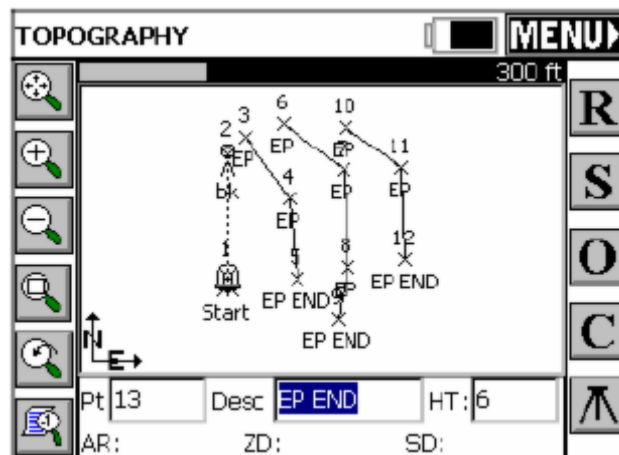 TOPOGRAPHY
MENU
300 ft
R
S
O
C
6
10
3
2
EP
EP
EP
11
bk
4
EP
EP
EP
1
5
8
12
Start
EP END
EP
EP END
9
EP END
N
E
Pt 13 Desc EP END HT: 6
AR: ZD: SD: